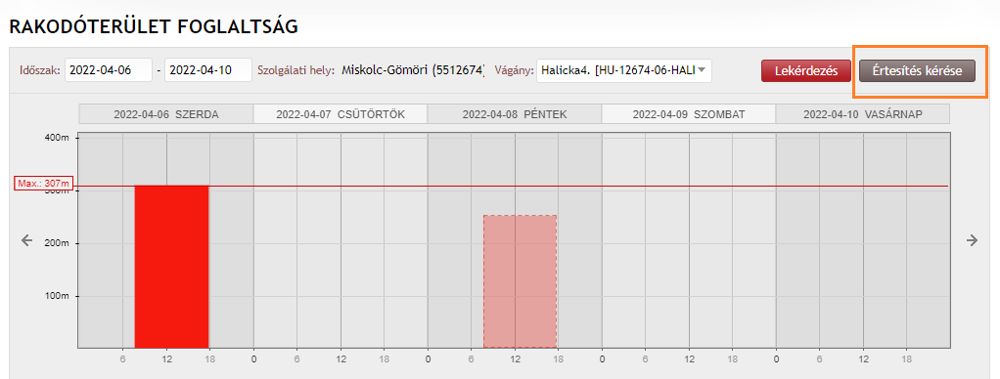 RAKODÓTERÜLET FOGLALTSÁG
Időszak: 2022-04-06 - 2022-04-10 Szolgálati hely: Miskolc-Gömöri (5512674) Vágány: Halicka4. [HU-12674-06-HALI Lekérdezés Értesítés kérése
2022-04-06 SZERDA 2022-04-07 CSÜTÖRTÖK 2022-04-08 PÉNTEK 2022-04-09 SZOMBAT 2022-04-10 VASÁRNAP
400m
Max.: 307m
300m
200m
100m
6 12 18 0 6 12 18 0 6 12 18 0 6 12 18 0 6 12 18